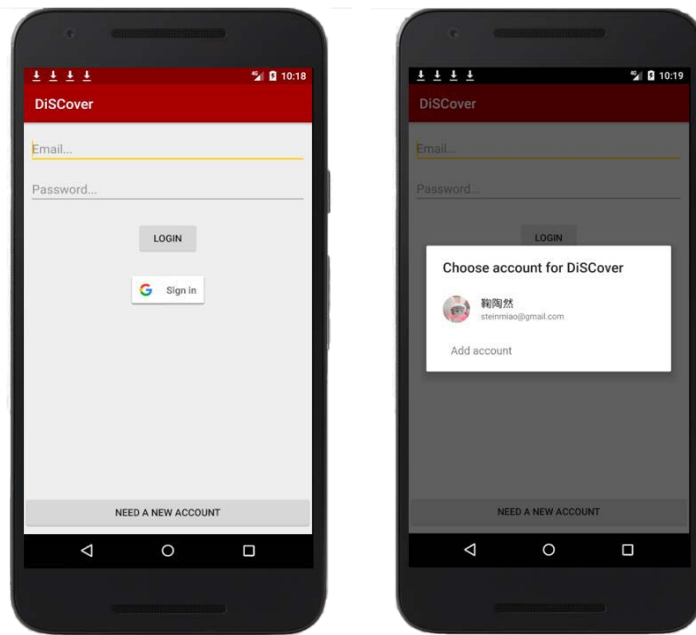 10:18
DiSCover
Email...
Password...
LOGIN
G Sign in
NEED A NEW ACCOUNT
10:19
DiSCover
Email...
Password...
LOGIN
Choose account for DiSCover
鞠陶然
steinmiao@gmail.com
Add account
NEED A NEW ACCOUNT